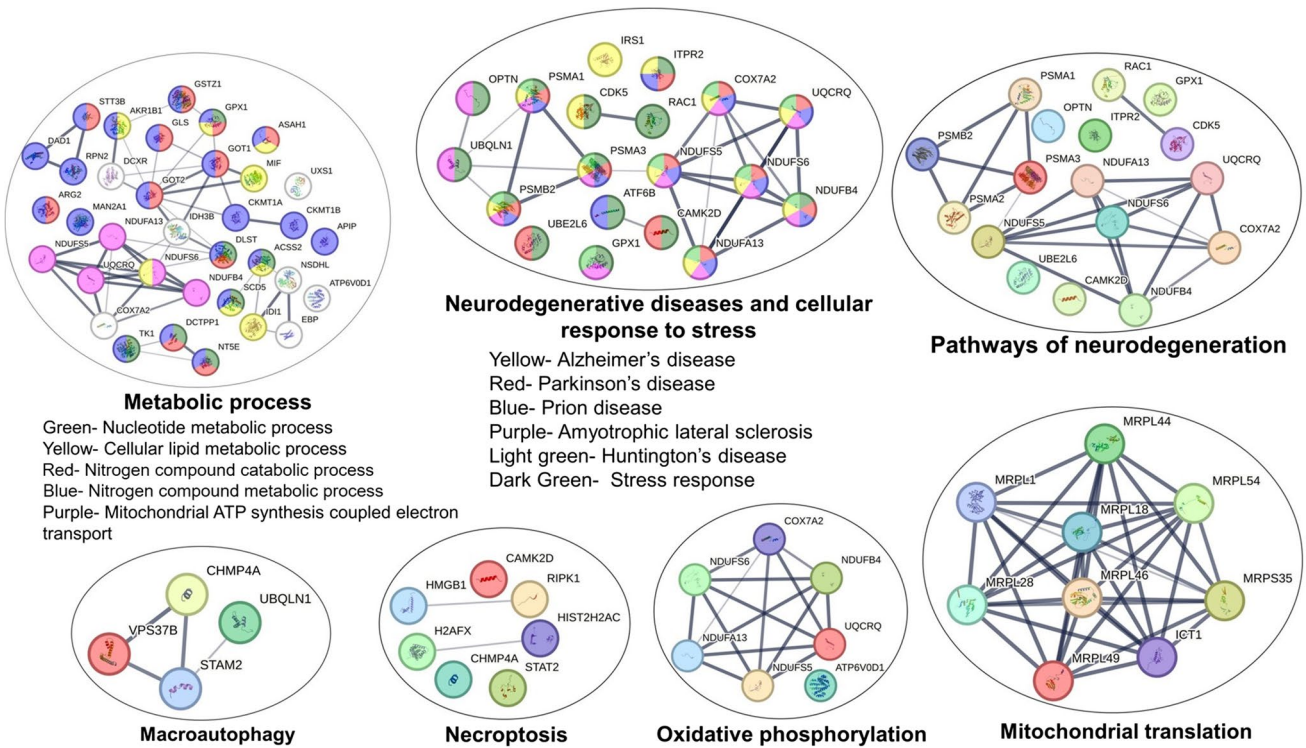 GSTZ1
STT3B
AKR1B1
GPX1
GLS
ASAH1
DAD1
RPN2
DCXR
GOT1
MIF
UXS1
GOT2
ARG2
MAN2A1
CKMT1A
CKMT1B
NDUFA13
IDH3B
APIP
NDUFS5
DLST
ACSS2
UQCRQ
NDUFS6
NSDHL
NDUFB4
SCD5
ATP6V0D1
COX7A2
IDI1
EBP
TK1
DCTPP1
NT5E
Metabolic process
Green- Nucleotide metabolic process
Yellow- Cellular lipid metabolic process
Red- Nitrogen compound catabolic process
Blue- Nitrogen compound metabolic process
Purple- Mitochondrial ATP synthesis coupled electron
transport
IRS1
ITPR2
OPTN
PSMA1
COX7A2
UQCRQ
CDK5
RAC1
UBQLN1
PSMA3
NDUFS5
NDUFS6
PSMB2
ATF6B
NDUFB4
UBE2L6
CAMK2D
GPX1
NDUFA13
Neurodegenerative diseases and cellular
response to stress
Yellow- Alzheimer's disease
Red- Parkinson's disease
Blue- Prion disease
Purple- Amyotrophic lateral sclerosis
Light green- Huntington's disease
Dark Green- Stress response
PSMA1
RAC1
GPX1
OPTN
ITPR2
CDK5
PSMB2
PSMA3
NDUFA13
UQCRQ
PSMA2
NDUFS6
NDUFS5
COX7A2
UBE2L6
CAMK2D
NDUFB4
Pathways of neurodegeneration
CHMP4A
UBQLN1
VPS37B
STAM2
Macroautophagy
CAMK2D
HMGB1
RIPK1
HIST2H2AC
H2AFX
CHMP4A
STAT2
Necroptosis
COX7A2
NDUFS6
NDUFB4
UQCRQ
NDUFA13
NDUFS5
ATP6V0D1
Oxidative phosphorylation
MRPL44
MRPL1
MRPL54
MRPL18
MRPL28
MRPL46
MRPS35
ICT1
MRPL49
Mitochondrial translation